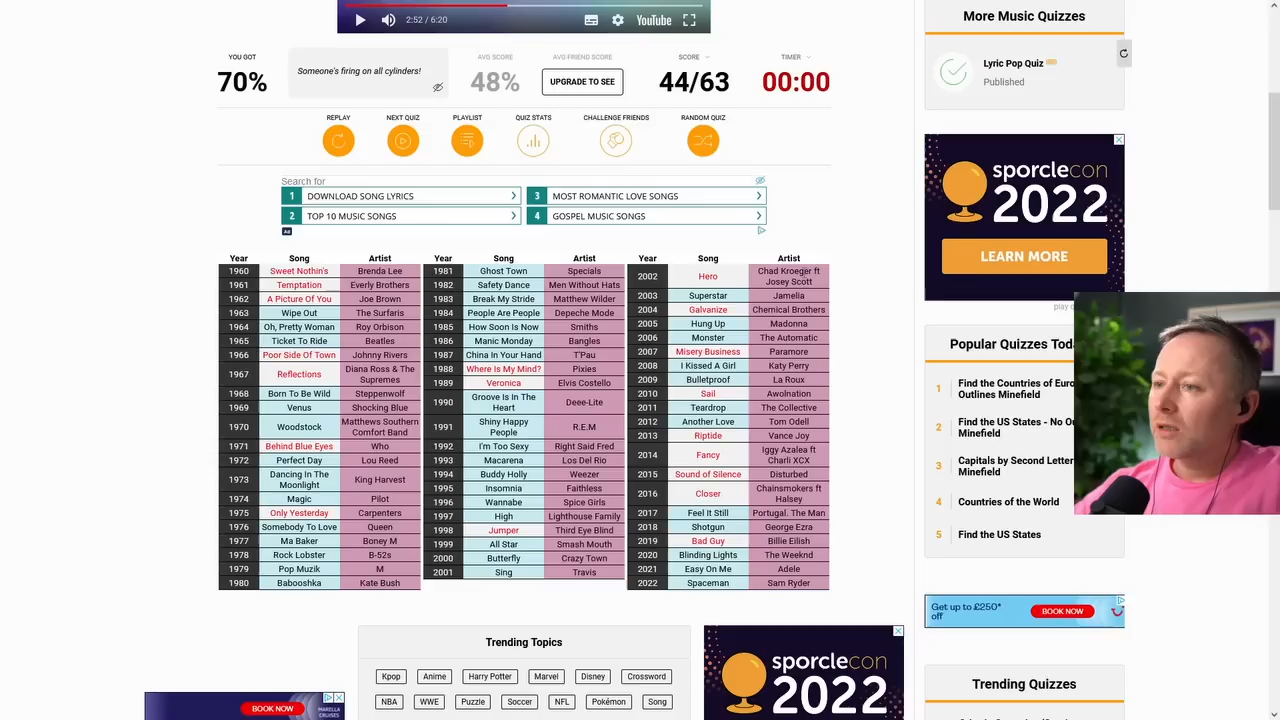 2:52 / 6:20
YouTube
YOU GOT
70%
Someone's firing on all cylinders!
AVG SCORE
48%
AVG FRIEND SCORE
UPGRADE TO SEE
SCORE
44/63
TIMER
00:00
REPLAY
NEXT QUIZ
PLAYLIST
QUIZ STATS
CHALLENGE FRIENDS
RANDOM QUIZ
Search for
1 DOWNLOAD SONG LYRICS
3 MOST ROMANTIC LOVE SONGS
2 TOP 10 MUSIC SONGS
4 GOSPEL MUSIC SONGS
Ad
Year Song Artist
1960 Sweet Nothin's Brenda Lee
1961 Temptation Everly Brothers
1962 A Picture Of You Joe Brown
1963 Wipe Out The Surfaris
1964 Oh, Pretty Woman Roy Orbison
1965 Ticket To Ride Beatles
1966 Poor Side Of Town Johnny Rivers
1967 Reflections Diana Ross & The
Supremes
1968 Born To Be Wild Steppenwolf
1969 Venus Shocking Blue
1970 Woodstock Matthews Southern
Comfort Band
1971 Behind Blue Eyes Who
1972 Perfect Day Lou Reed
1973 Dancing In The
Moonlight King Harvest
1974 Magic Pilot
1975 Only Yesterday Carpenters
1976 Somebody To Love Queen
1977 Ma Baker Boney M
1978 Rock Lobster B-52s
1979 Pop Muzik M
1980 Babooshka Kate Bush
Year Song Artist
1981 Ghost Town Specials
1982 Safety Dance Men Without Hats
1983 Break My Stride Matthew Wilder
1984 People Are People Depeche Mode
1985 How Soon Is Now Smiths
1986 Manic Monday Bangles
1987 China In Your Hand T'Pau
1988 Where Is My Mind? Pixies
1989 Veronica Elvis Costello
1990 Groove Is In The
Heart Deee-Lite
1991 Shiny Happy
People R.E.M
1992 I'm Too Sexy Right Said Fred
1993 Macarena Los Del Rio
1994 Buddy Holly Weezer
1995 Insomnia Faithless
1996 Wannabe Spice Girls
1997 High Lighthouse Family
1998 Jumper Third Eye Blind
1999 All Star Smash Mouth
2000 Butterfly Crazy Town
2001 Sing Travis
Year Song Artist
2002 Hero Chad Kroeger ft
Josey Scott
2003 Superstar Jamelia
2004 Galvanize Chemical Brothers
2005 Hung Up Madonna
2006 Monster The Automatic
2007 Misery Business Paramore
2008 I Kissed A Girl Katy Perry
2009 Bulletproof La Roux
2010 Sail Awolnation
2011 Teardrop The Collective
2012 Another Love Tom Odell
2013 Riptide Vance Joy
2014 Fancy Iggy Azalea ft
Charli XCX
2015 Sound of Silence Disturbed
2016 Closer Chainsmokers ft
Halsey
2017 Feel It Still Portugal. The Man
2018 Shotgun George Ezra
2019 Bad Guy Billie Eilish
2020 Blinding Lights The Weeknd
2021 Easy On Me Adele
2022 Spaceman Sam Ryder
Trending Topics
Kpop Anime Harry Potter Marvel Disney Crossword
NBA WWE Puzzle Soccer NFL Pokémon Song
BOOK NOW
MARELLA
CRUISES
sporclecon
2022
More Music Quizzes
Lyric Pop Quiz
Published
sporclecon
2022
LEARN MORE
play
Popular Quizzes Toda
1 Find the Countries of Euro
Outlines Minefield
2 Find the US States - No Ou
Minefield
3 Capitals by Second Letter
Minefield
4 Countries of the World
5 Find the US States
Get up to £250*
off
BOOK NOW
Trending Quizzes